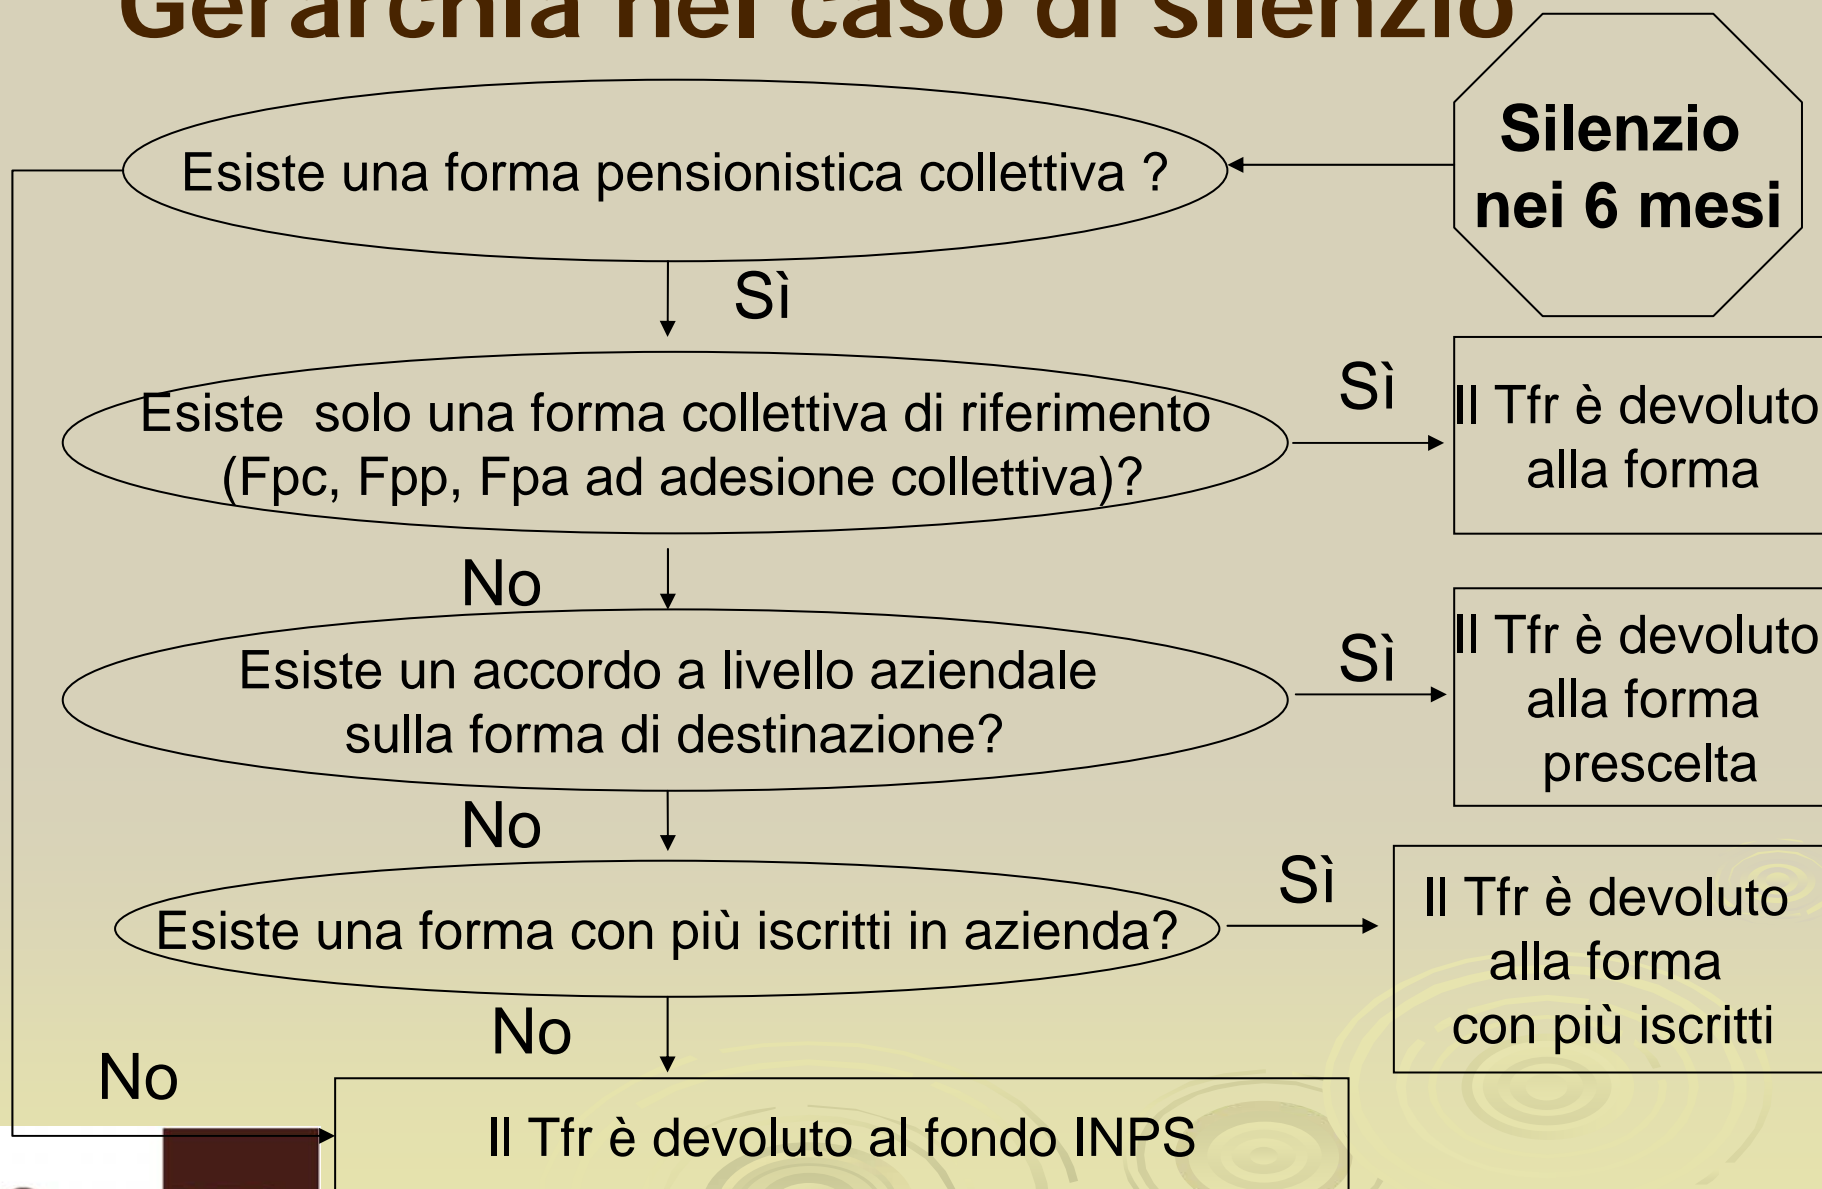 Gerarchia nel caso di silenzio
Silenzio
nei 6 mesi
Esiste una forma pensionistica collettiva ?
Sì
Esiste solo una forma collettiva di riferimento
(Fpc, Fpp, Fpa ad adesione collettiva)?
Sì
Il Tfr è devoluto
alla forma
No
Esiste un accordo a livello aziendale
sulla forma di destinazione?
Sì
Il Tfr è devoluto
alla forma
prescelta
No
Esiste una forma con più iscritti in azienda?
Sì
Il Tfr è devoluto
alla forma
con più iscritti
No
No
Il Tfr è devoluto al fondo INPS